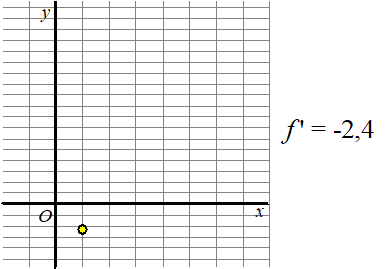 y
f' = -2,4
O
x